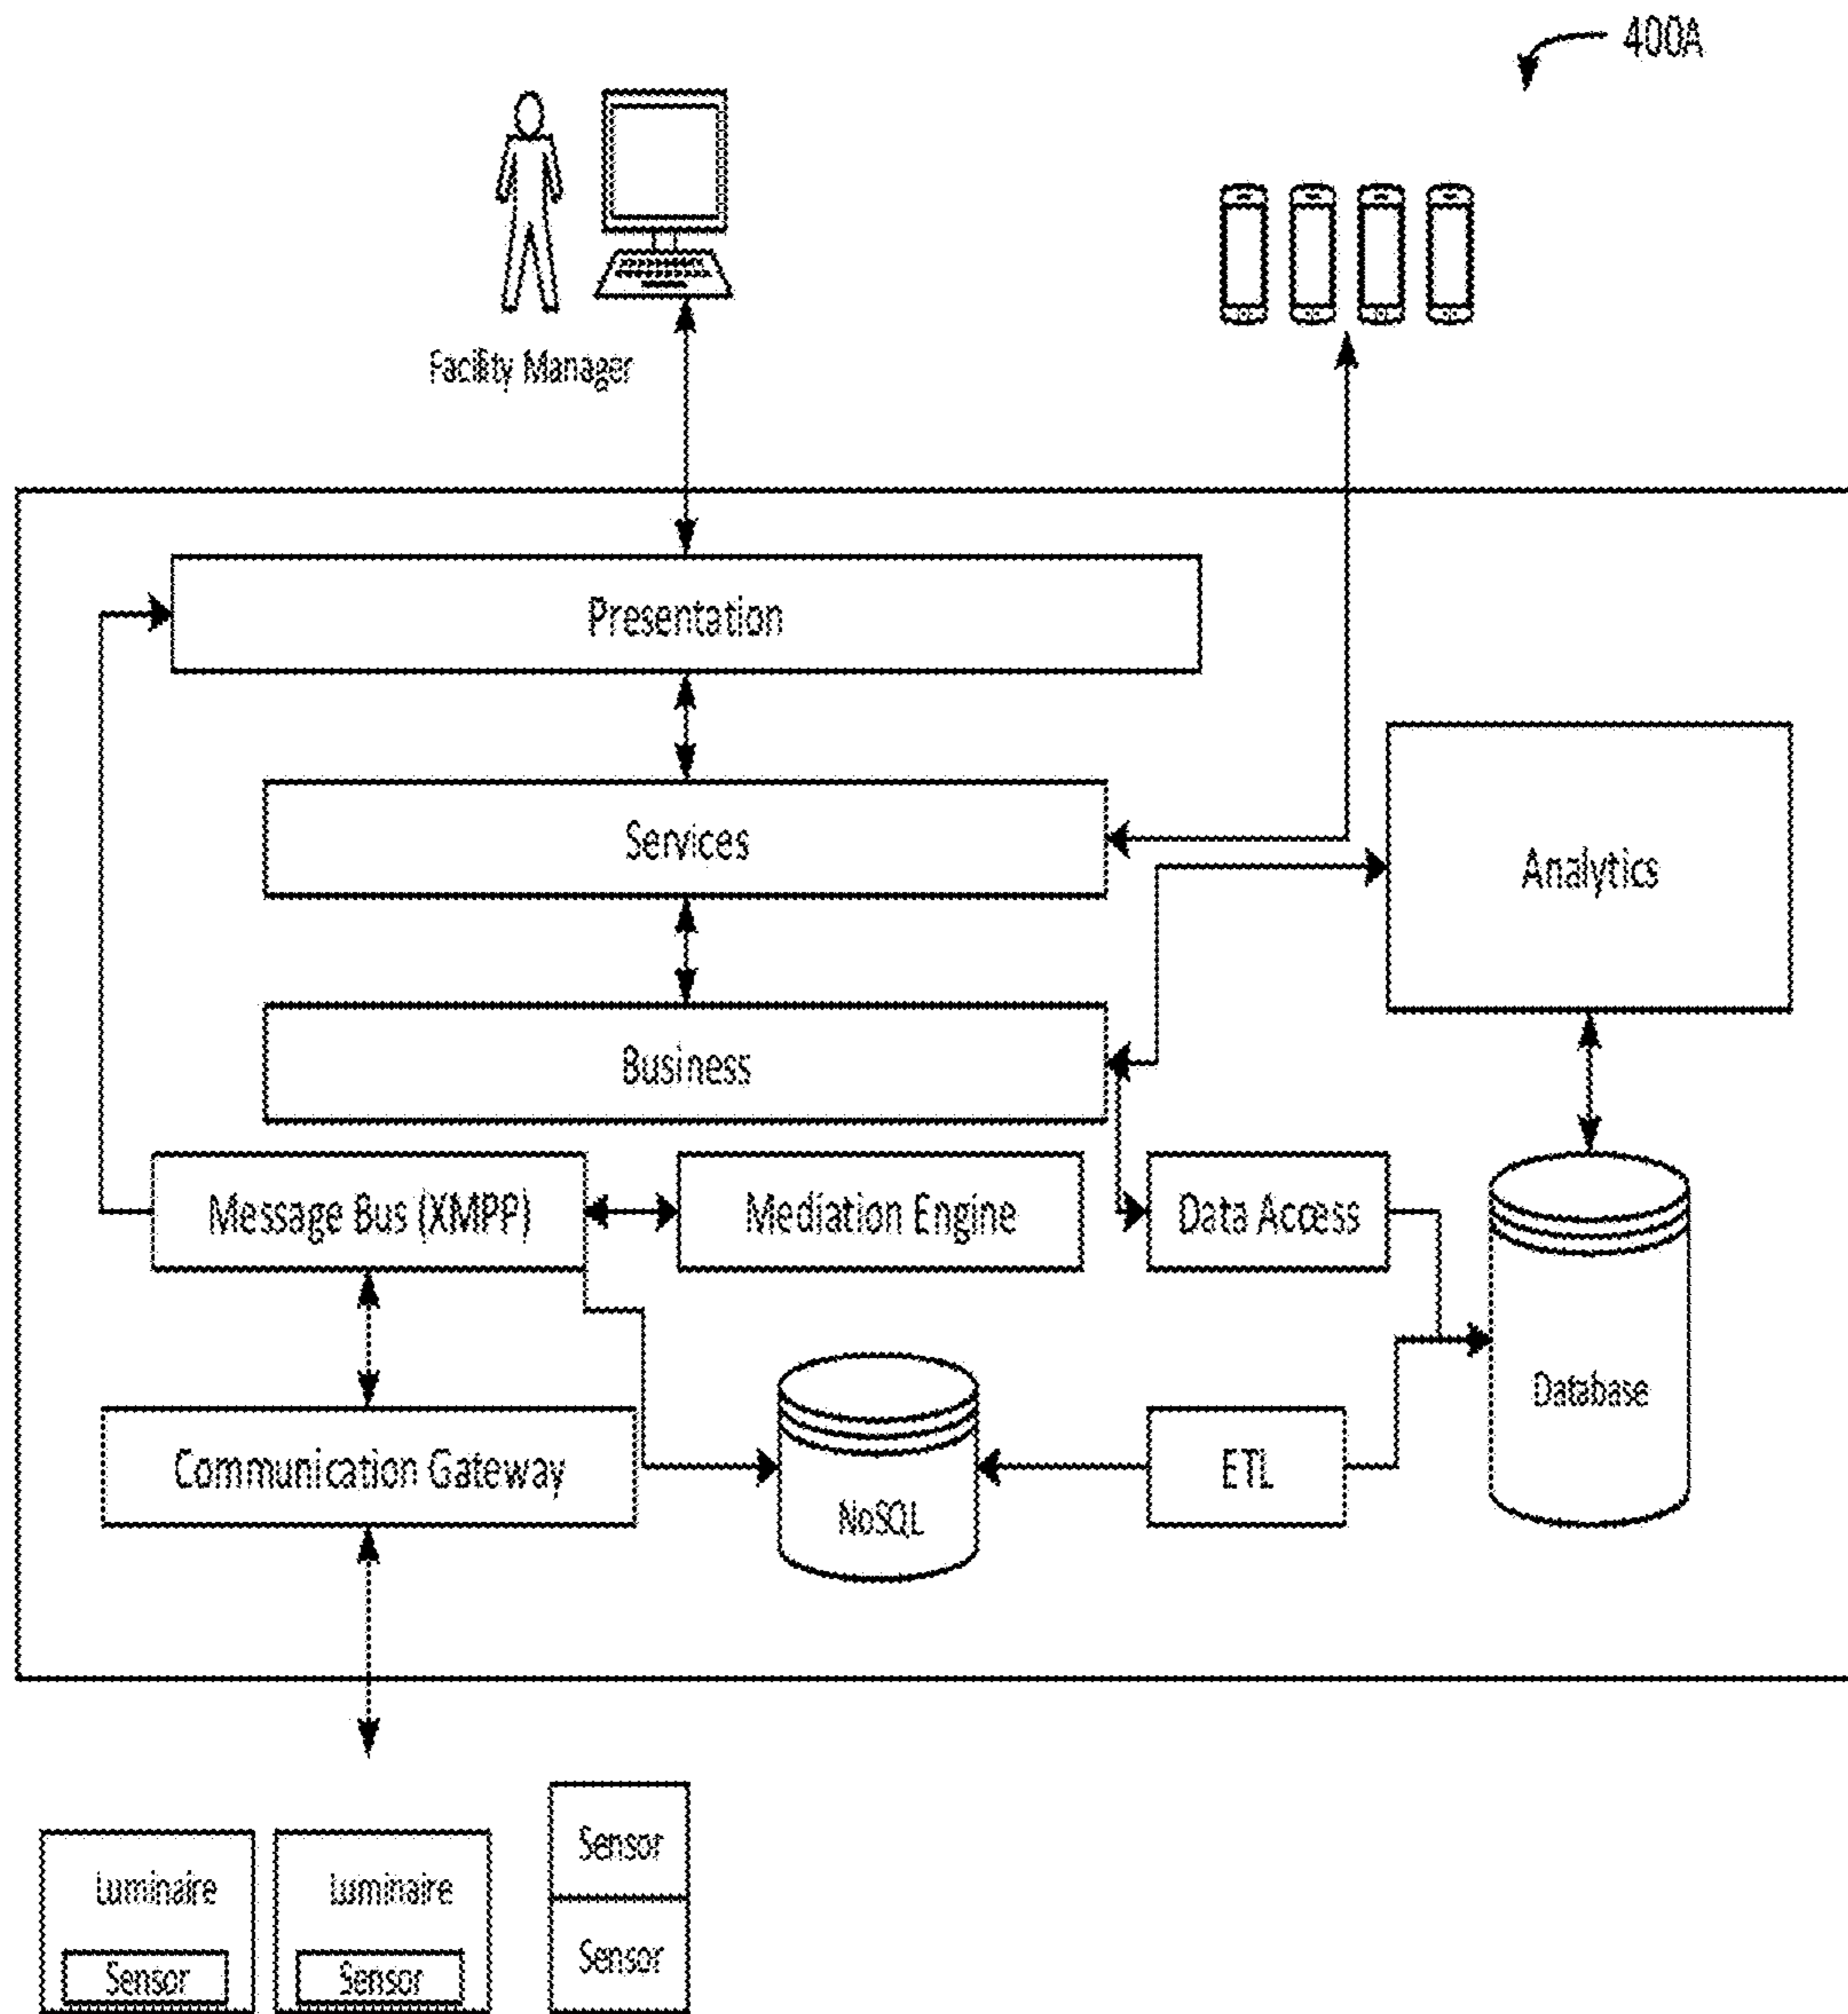 400A
Facility Manager
Presentation
Services
Analytics
Business
Message Bus (XMPP)
Mediation Engine
Data Access
Database
Communication Gateway
NoSQL
ETL
Luminaire
Sensor
Luminaire
Sensor
Sensor
Sensor